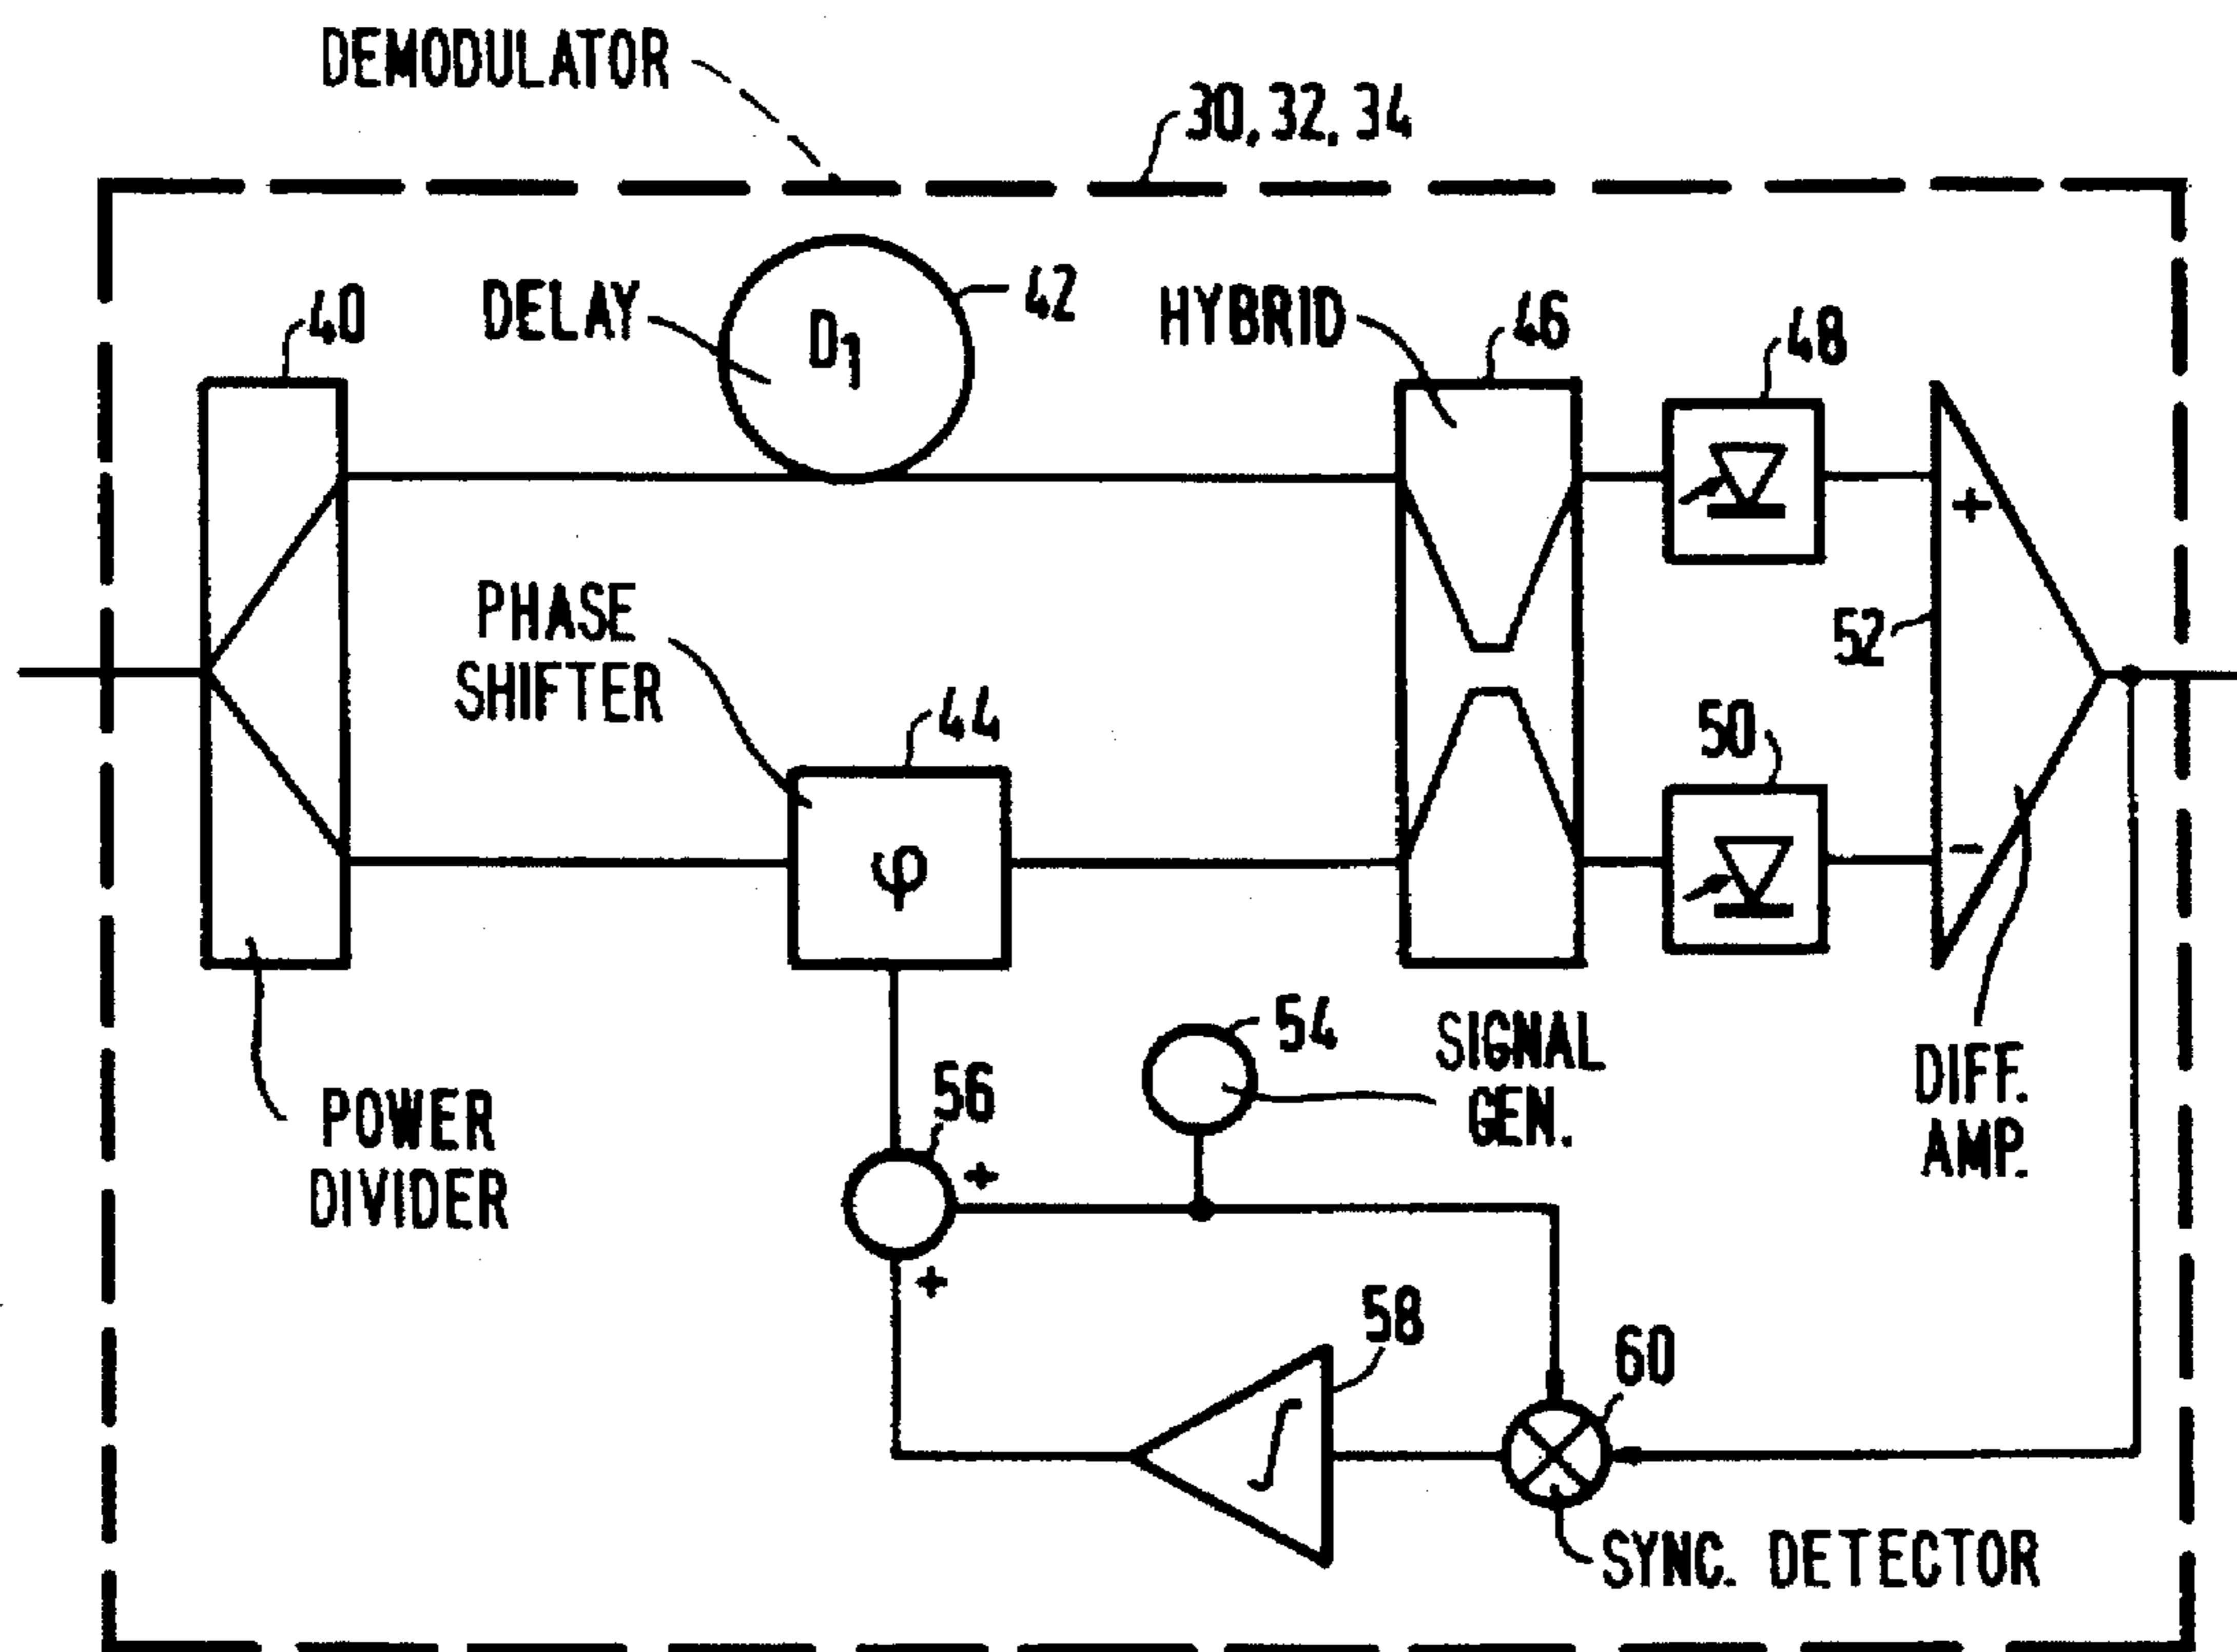 DEMODULATOR
30, 32, 34
40
DELAY
D1
42
HYBRID
46
48
PHASE
SHIFTER
44
φ
52
+
-
50
POWER
DIVIDER
56
+
+
54
SIGNAL
GEN.
DIFF.
AMP.
58
∫
60
SYNC. DETECTOR